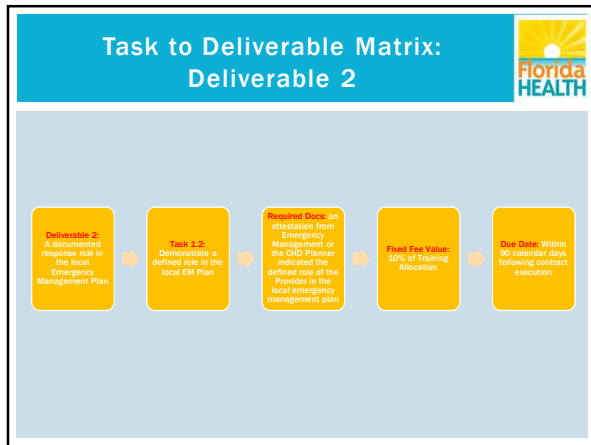 Task to Deliverable Matrix:
Deliverable 2
Florida
HEALTH
Deliverable 2:
A documented
response role in
the local
Emergency
Management Plan
Task 1.2:
Demonstrate a
defined role in the
local EM Plan
Required Docs: an
attestation from
Emergency
Management or
the CHD Planner
indicated the
defined role of the
Provider in the
local emergency
management plan
Fixed Fee Value:
10% of Training
Allocation
Due Date: Within
90 calendar days
following contract
execution